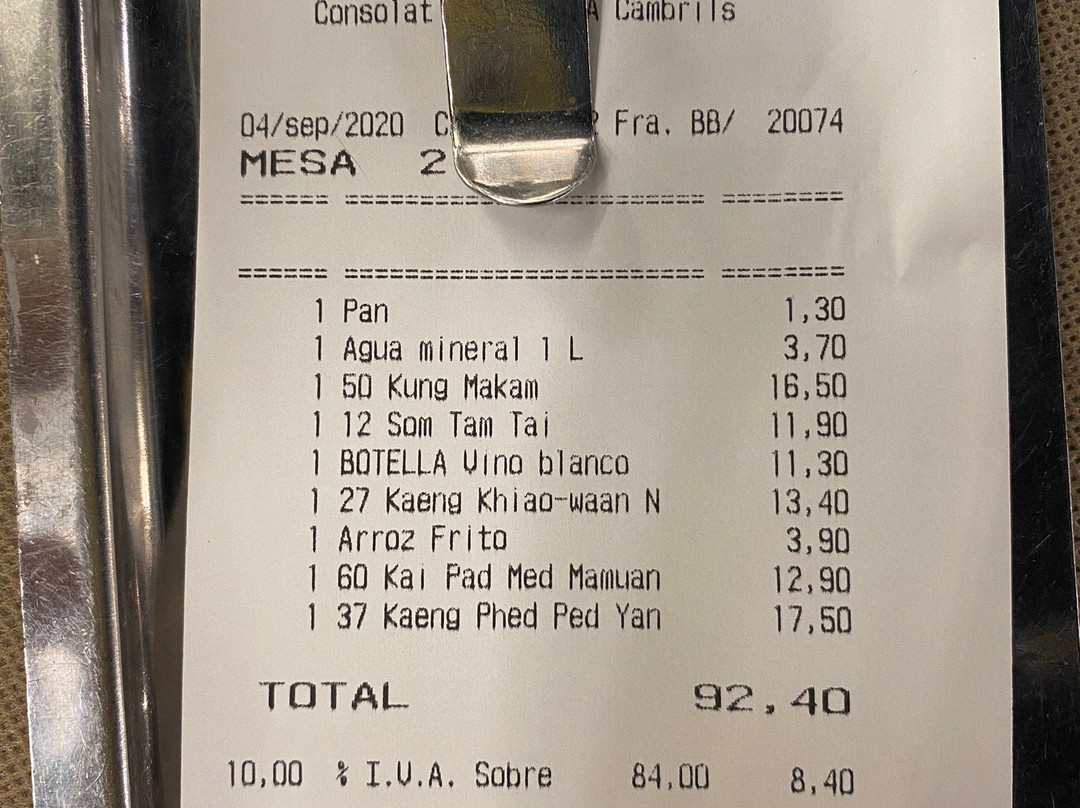 Consolat A Cambrils
04/sep/2020 C Fra. BB/ 20074
MESA 2
====== ======================== ========
====== ======================== ========
1 Pan 1,30
1 Agua mineral 1 L 3,70
1 50 Kung Makam 16,50
1 12 Som Tam Tai 11,90
1 BOTELLA Vino blanco 11,30
1 27 Kaeng Khiao-waan N 13,40
1 Arroz Frito 3,90
1 60 Kai Pad Med Mamuan 12,90
1 37 Kaeng Phed Ped Yan 17,50
TOTAL 92,40
10,00 % I.V.A. Sobre 84,00 8,40